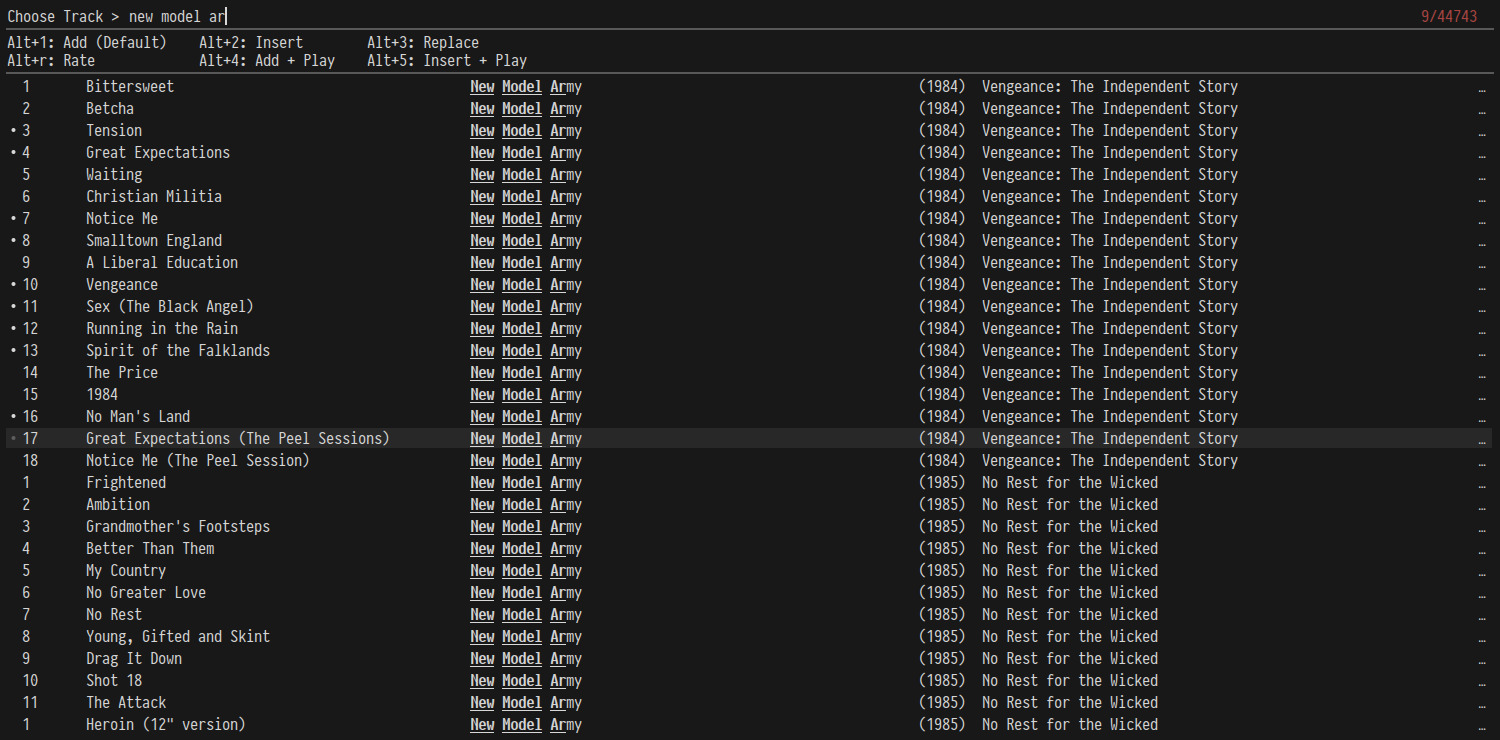 Choose Track > new model ar 9/44743
Alt+1: Add (Default) Alt+2: Insert Alt+3: Replace
Alt+r: Rate Alt+4: Add + Play Alt+5: Insert + Play
1 Bittersweet New Model Army (1984) Vengeance: The Independent Story …
2 Betcha New Model Army (1984) Vengeance: The Independent Story …
• 3 Tension New Model Army (1984) Vengeance: The Independent Story …
• 4 Great Expectations New Model Army (1984) Vengeance: The Independent Story …
5 Waiting New Model Army (1984) Vengeance: The Independent Story …
6 Christian Militia New Model Army (1984) Vengeance: The Independent Story …
• 7 Notice Me New Model Army (1984) Vengeance: The Independent Story …
• 8 Smalltown England New Model Army (1984) Vengeance: The Independent Story …
9 A Liberal Education New Model Army (1984) Vengeance: The Independent Story …
• 10 Vengeance New Model Army (1984) Vengeance: The Independent Story …
• 11 Sex (The Black Angel) New Model Army (1984) Vengeance: The Independent Story …
• 12 Running in the Rain New Model Army (1984) Vengeance: The Independent Story …
• 13 Spirit of the Falklands New Model Army (1984) Vengeance: The Independent Story …
14 The Price New Model Army (1984) Vengeance: The Independent Story …
15 1984 New Model Army (1984) Vengeance: The Independent Story …
• 16 No Man's Land New Model Army (1984) Vengeance: The Independent Story …
• 17 Great Expectations (The Peel Sessions) New Model Army (1984) Vengeance: The Independent Story …
18 Notice Me (The Peel Session) New Model Army (1984) Vengeance: The Independent Story …
1 Frightened New Model Army (1985) No Rest for the Wicked …
2 Ambition New Model Army (1985) No Rest for the Wicked …
3 Grandmother's Footsteps New Model Army (1985) No Rest for the Wicked …
4 Better Than Them New Model Army (1985) No Rest for the Wicked …
5 My Country New Model Army (1985) No Rest for the Wicked …
6 No Greater Love New Model Army (1985) No Rest for the Wicked …
7 No Rest New Model Army (1985) No Rest for the Wicked …
8 Young, Gifted and Skint New Model Army (1985) No Rest for the Wicked …
9 Drag It Down New Model Army (1985) No Rest for the Wicked …
10 Shot 18 New Model Army (1985) No Rest for the Wicked …
11 The Attack New Model Army (1985) No Rest for the Wicked …
1 Heroin (12" version) New Model Army (1985) No Rest for the Wicked …